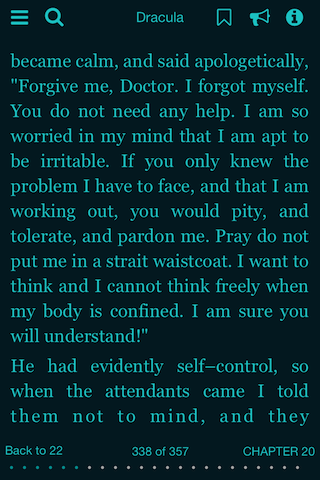 Dracula
became calm, and said apologetically,
"Forgive me, Doctor. I forgot myself.
You do not need any help. I am so
worried in my mind that I am apt to
be irritable. If you only knew the
problem I have to face, and that I am
working out, you would pity, and
tolerate, and pardon me. Pray do not
put me in a strait waistcoat. I want to
think and I cannot think freely when
my body is confined. I am sure you
will understand!"
He had evidently self–control, so
when the attendants came I told
them not to mind, and they
Back to 22 338 of 357 CHAPTER 20